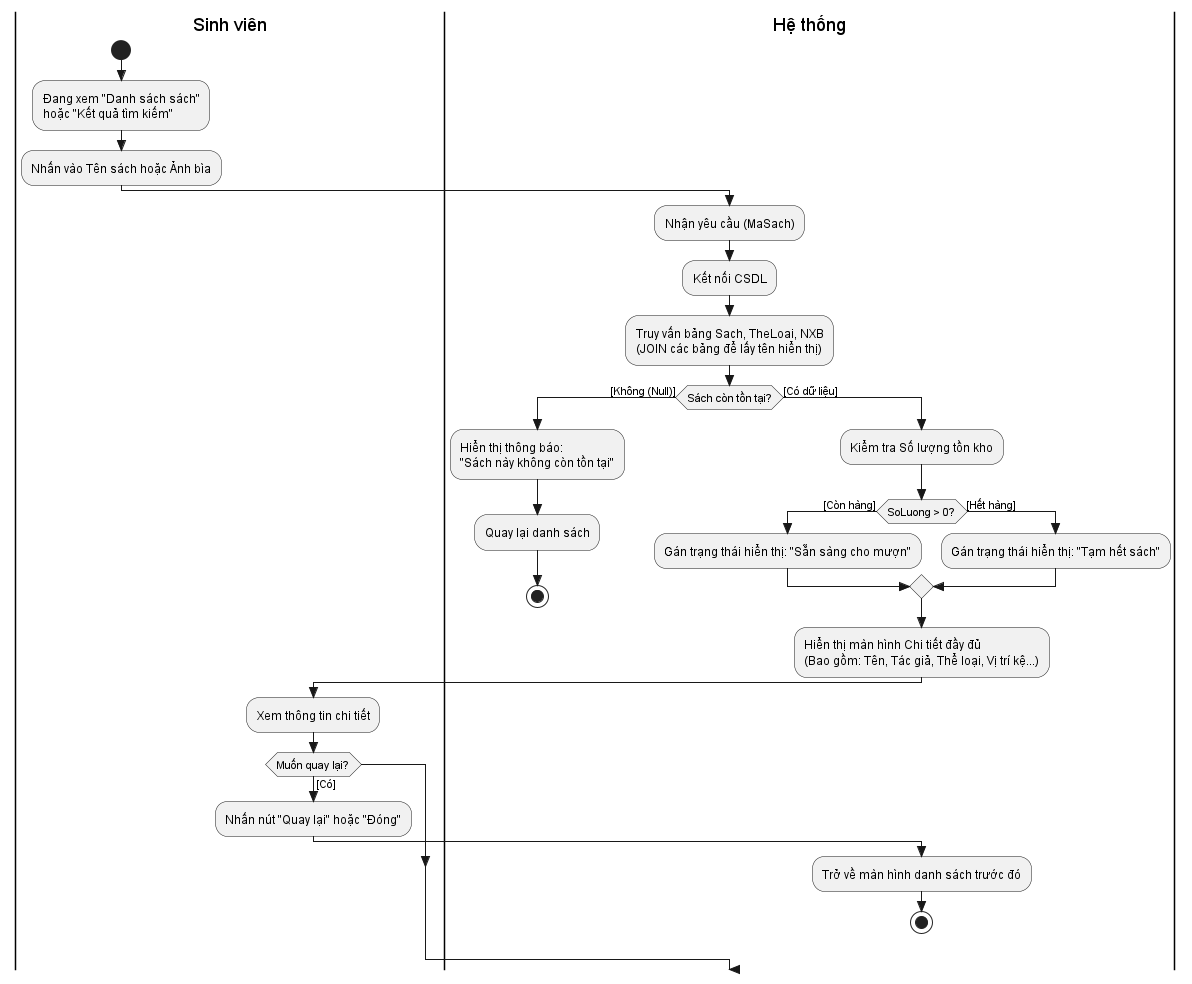 Sinh viên
Hệ thống
Đang xem "Danh sách sách"
hoặc "Kết quả tìm kiếm"
Nhấn vào Tên sách hoặc Ảnh bìa
Nhận yêu cầu (MaSach)
Kết nối CSDL
Truy vấn bảng Sach, TheLoai, NXB
(JOIN các bảng để lấy tên hiển thị)
[Không (Null)]
Sách còn tồn tại?
[Có dữ liệu]
Hiển thị thông báo:
"Sách này không còn tồn tại"
Quay lại danh sách
Kiểm tra Số lượng tồn kho
[Còn hàng]
SoLuong > 0?
[Hết hàng]
Gán trạng thái hiển thị: "Sẵn sàng cho mượn"
Gán trạng thái hiển thị: "Tạm hết sách"
Hiển thị màn hình Chi tiết đầy đủ
(Bao gồm: Tên, Tác giả, Thể loại, Vị trí kệ...)
Xem thông tin chi tiết
Muốn quay lại?
[Có]
Nhấn nút "Quay lại" hoặc "Đóng"
Trở về màn hình danh sách trước đó